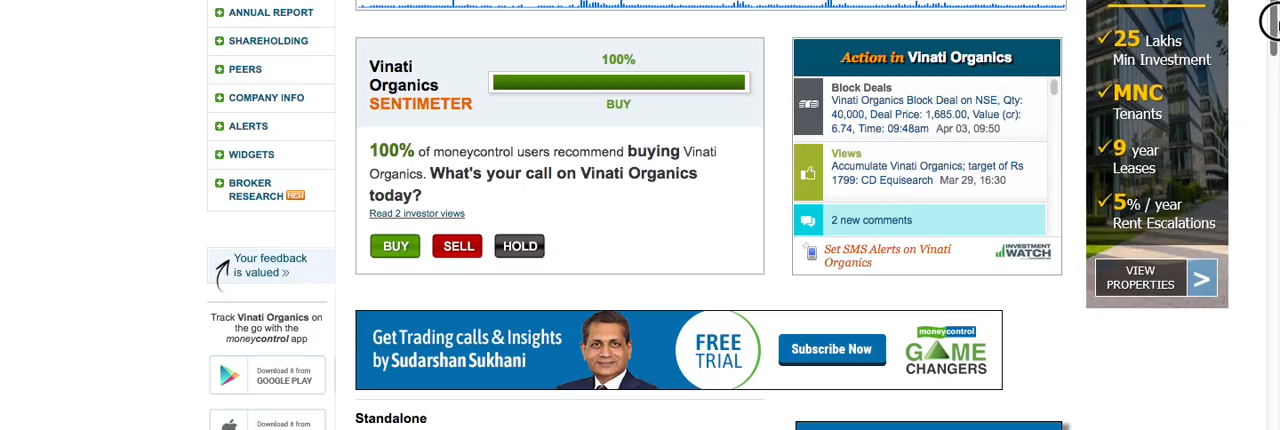 ANNUAL REPORT
SHAREHOLDING
PEERS
COMPANY INFO
ALERTS
WIDGETS
BROKER
RESEARCH NEW
Your feedback
is valued »
Track Vinati Organics on
the go with the
moneycontrol app
Download it from
GOOGLE PLAY
Download it from
Vinati
Organics
SENTIMETER
100%
BUY
100% of moneycontrol users recommend buying Vinati
Organics. What's your call on Vinati Organics
today?
Read 2 investor views
BUY SELL HOLD
Action in Vinati Organics
Block Deals
Vinati Organics Block Deal on NSE, Qty:
40,000, Deal Price: 1,685.00, Value (cr):
6.74, Time: 09:48am Apr 03, 09:50
Views
Accumulate Vinati Organics; target of Rs
1799: CD Equisearch Mar 29, 16:30
2 new comments
Set SMS Alerts on Vinati
Organics
INVESTMENT
WATCH
25 Lakhs
Min Investment
MNC
Tenants
9 year
Leases
5% / year
Rent Escalations
VIEW
PROPERTIES >
Get Trading calls & Insights
by Sudarshan Sukhani
FREE
TRIAL
Subscribe Now
moneycontrol
GAME
CHANGERS
Standalone